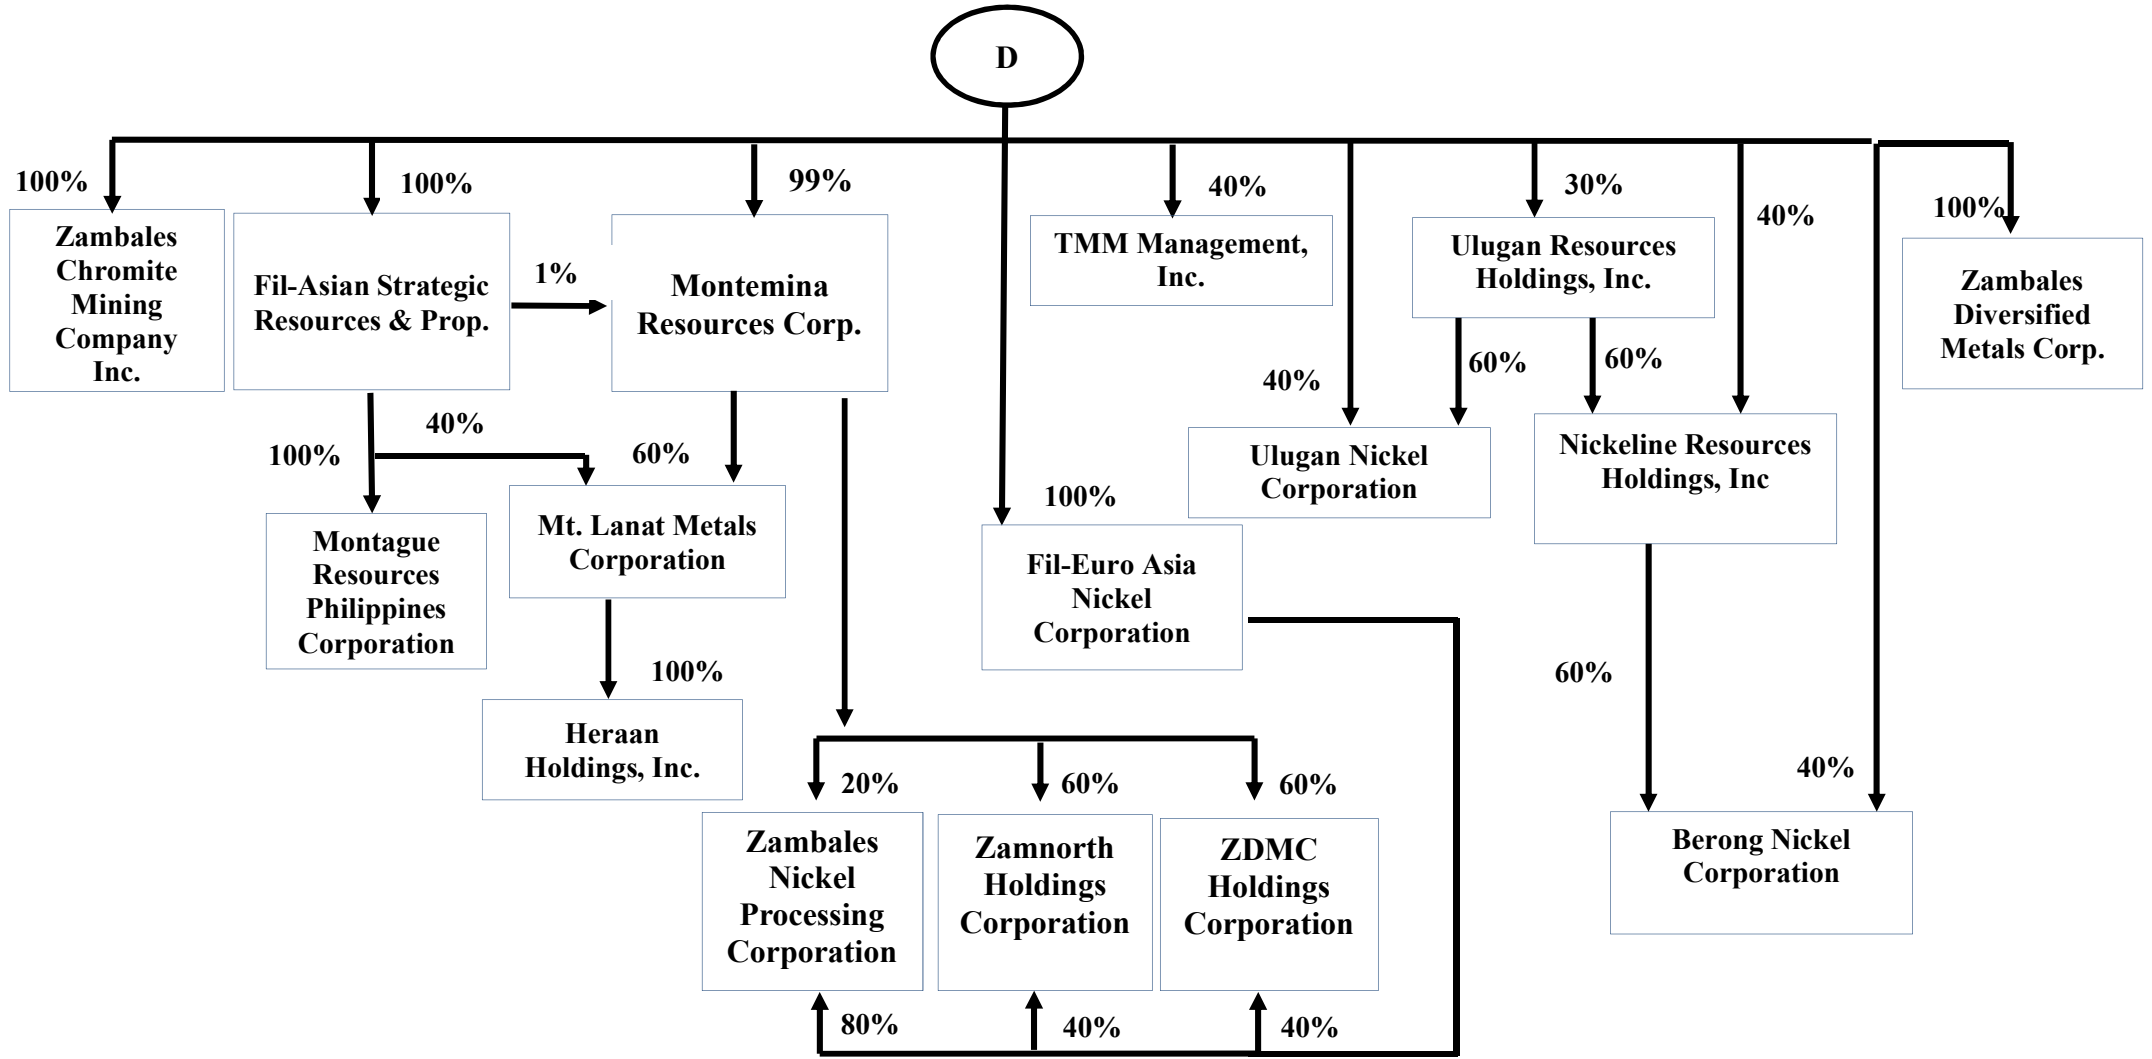 D
100%
100%
99%
40%
30%
40%
100%
Zambales
Chromite
Mining
Company
Inc.
Fil-Asian Strategic
Resources & Prop.
1%
Montemina
Resources Corp.
TMM Management,
Inc.
Ulugan Resources
Holdings, Inc.
Zambales
Diversified
Metals Corp.
40%
60%
60%
100%
40%
60%
Ulugan Nickel
Corporation
Nickeline Resources
Holdings, Inc
Montague
Resources
Philippines
Corporation
Mt. Lanat Metals
Corporation
100%
Fil-Euro Asia
Nickel
Corporation
100%
Heraan
Holdings, Inc.
60%
40%
20%
60%
60%
Zambales
Nickel
Processing
Corporation
Zamnorth
Holdings
Corporation
ZDMC
Holdings
Corporation
Berong Nickel
Corporation
80%
40%
40%